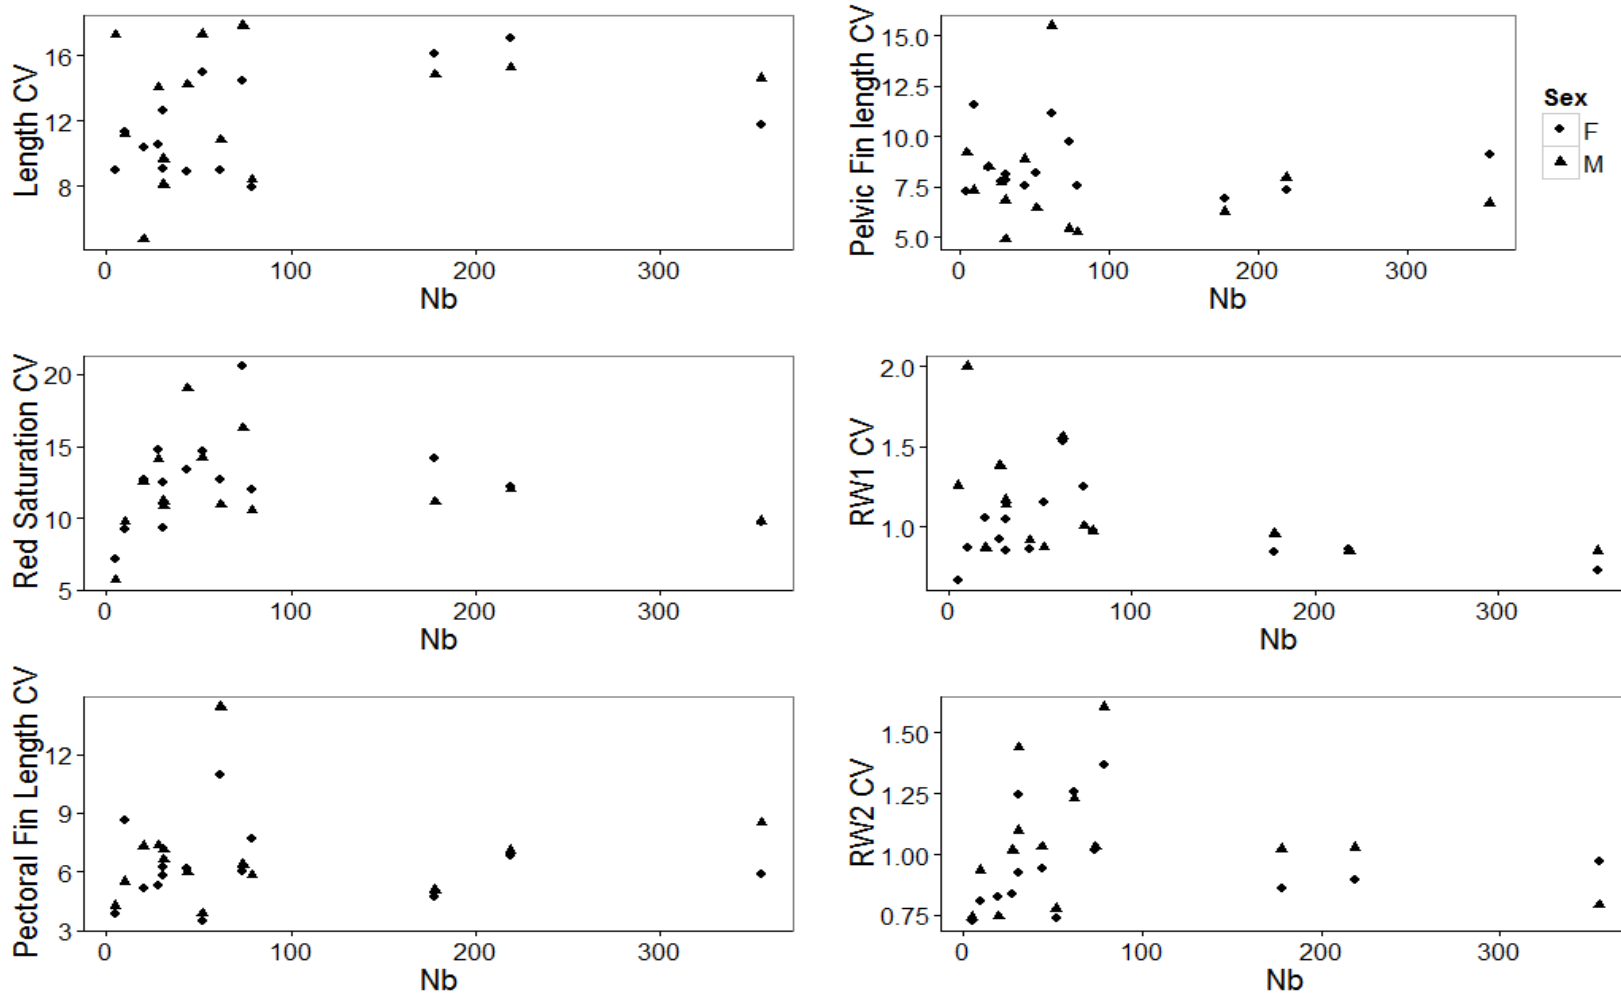 Length CV
16
12
8
0 100 200 300
Nb
Pelvic Fin length CV
15.0
12.5
10.0
7.5
5.0
0 100 200 300
Nb
Sex
F
M
Red Saturation CV
20
15
10
5
0 100 200 300
Nb
RW1 CV
2.0
1.5
1.0
0 100 200 300
Nb
Pectoral Fin Length CV
12
9
6
3
0 100 200 300
Nb
RW2 CV
1.50
1.25
1.00
0.75
0 100 200 300
Nb